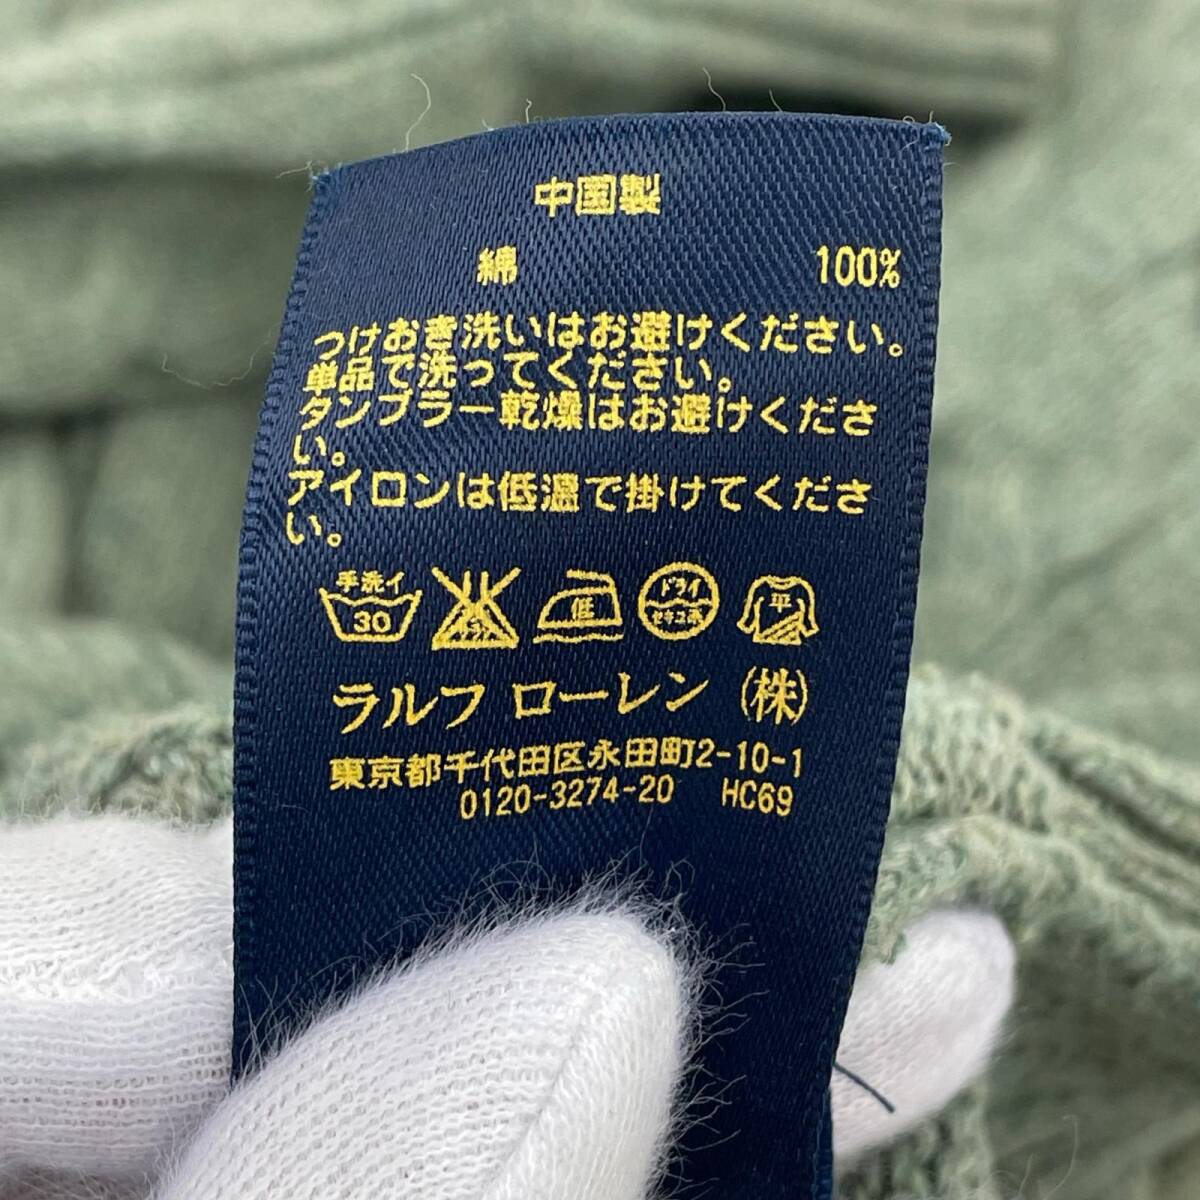 中国製
綿 100%
つけおき洗いはお避けください。
単品で洗ってください。
タンブラー乾燥はお避けくださ
い。
アイロンは低温で掛けてくださ
い。
手洗イ 30 低 ドライ セキユ系 平
ラルフ ローレン (株)
東京都千代田区永田町2-10-1
0120-3274-20 HC69